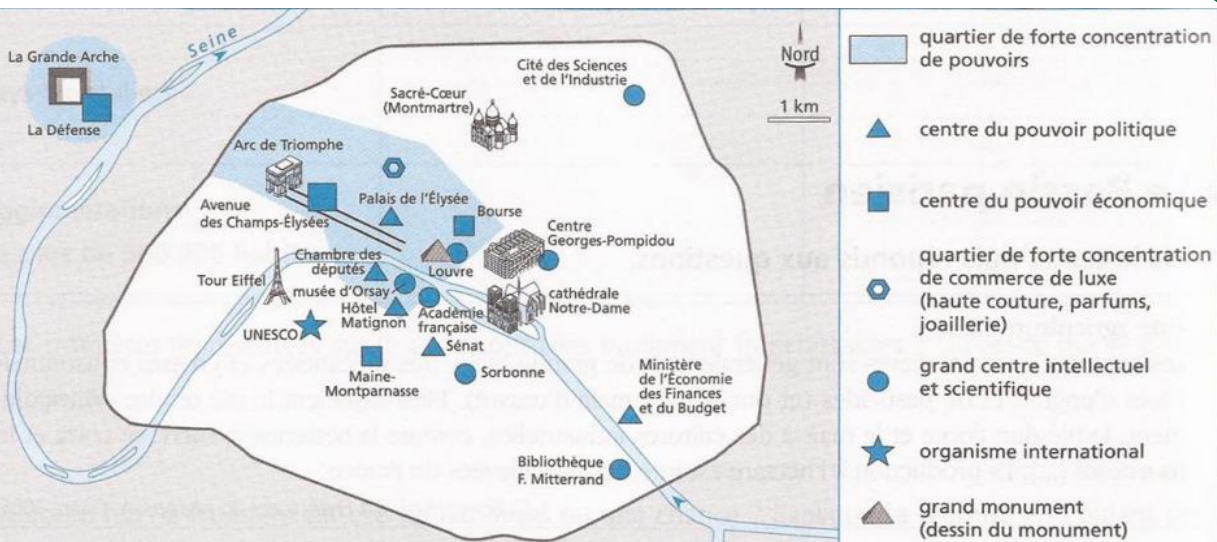 La Grande Arche
La Défense
Seine
Arc de Triomphe
Avenue
des Champs-Élysées
Palais de l'Élysée
Sacré-Cœur
(Montmartre)
Cité des Sciences
et de l'Industrie
Nord
1 km
Bourse
Centre
Georges-Pompidou
Louvre
Chambre des
députés
Tour Eiffel
musée d'Orsay
Hôtel
Matignon
Académie
française
cathédrale
Notre-Dame
UNESCO
Sénat
Maine-
Montparnasse
Sorbonne
Ministère
de l'Économie
des Finances
et du Budget
Bibliothèque
F. Mitterrand
quartier de forte concentration
de pouvoirs
centre du pouvoir politique
centre du pouvoir économique
quartier de forte concentration
de commerce de luxe
(haute couture, parfums,
joaillerie)
grand centre intellectuel
et scientifique
organisme international
grand monument
(dessin du monument)